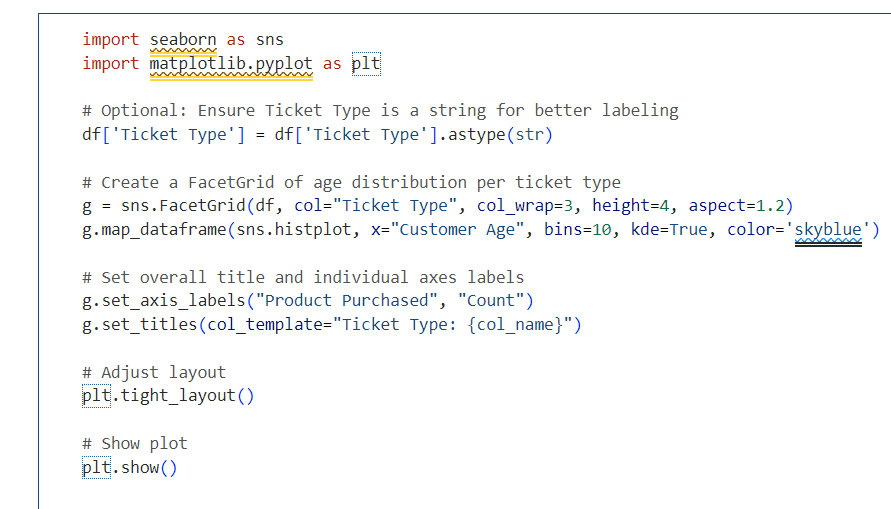 import seaborn as sns
import matplotlib.pyplot as plt
# Optional: Ensure Ticket Type is a string for better labeling
df['Ticket Type'] = df['Ticket Type'].astype(str)
# Create a FacetGrid of age distribution per ticket type
g = sns.FacetGrid(df, col="Ticket Type", col_wrap=3, height=4, aspect=1.2)
g.map_dataframe(sns.histplot, x="Customer Age", bins=10, kde=True, color='skyblue')
# Set overall title and individual axes labels
g.set_axis_labels("Product Purchased", "Count")
g.set_titles(col_template="Ticket Type: {col_name}")
# Adjust layout
plt.tight_layout()
# Show plot
plt.show()